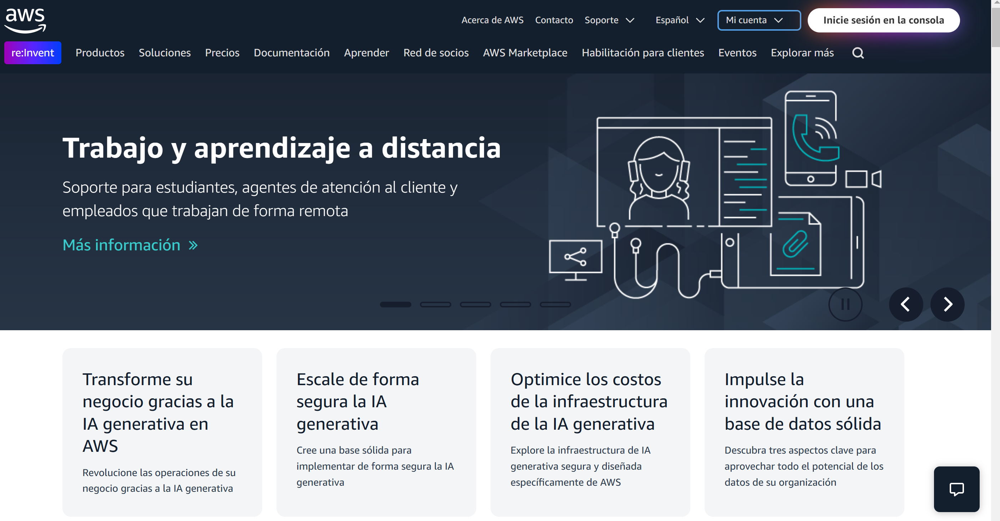 aws
Acerca de AWS
Contacto
Soporte
Español
Mi cuenta
Inicie sesión en la consola
re:Invent
Productos
Soluciones
Precios
Documentación
Aprender
Red de socios
AWS Marketplace
Habilitación para clientes
Eventos
Explorar más
Trabajo y aprendizaje a distancia
Soporte para estudiantes, agentes de atención al cliente y
empleados que trabajan de forma remota
Más información
Transforme su
negocio gracias a la
IA generativa en
AWS
Revolucione las operaciones de su
negocio gracias a la IA generativa
Escale de forma
segura la IA
generativa
Cree una base sólida para
implementar de forma segura la IA
generativa
Optimice los costos
de la infraestructura
de la IA generativa
Explore la infraestructura de IA
generativa segura y diseñada
específicamente de AWS
Impulse la
innovación con una
base de datos sólida
Descubra tres aspectos clave para
aprovechar todo el potencial de los
datos de su organización